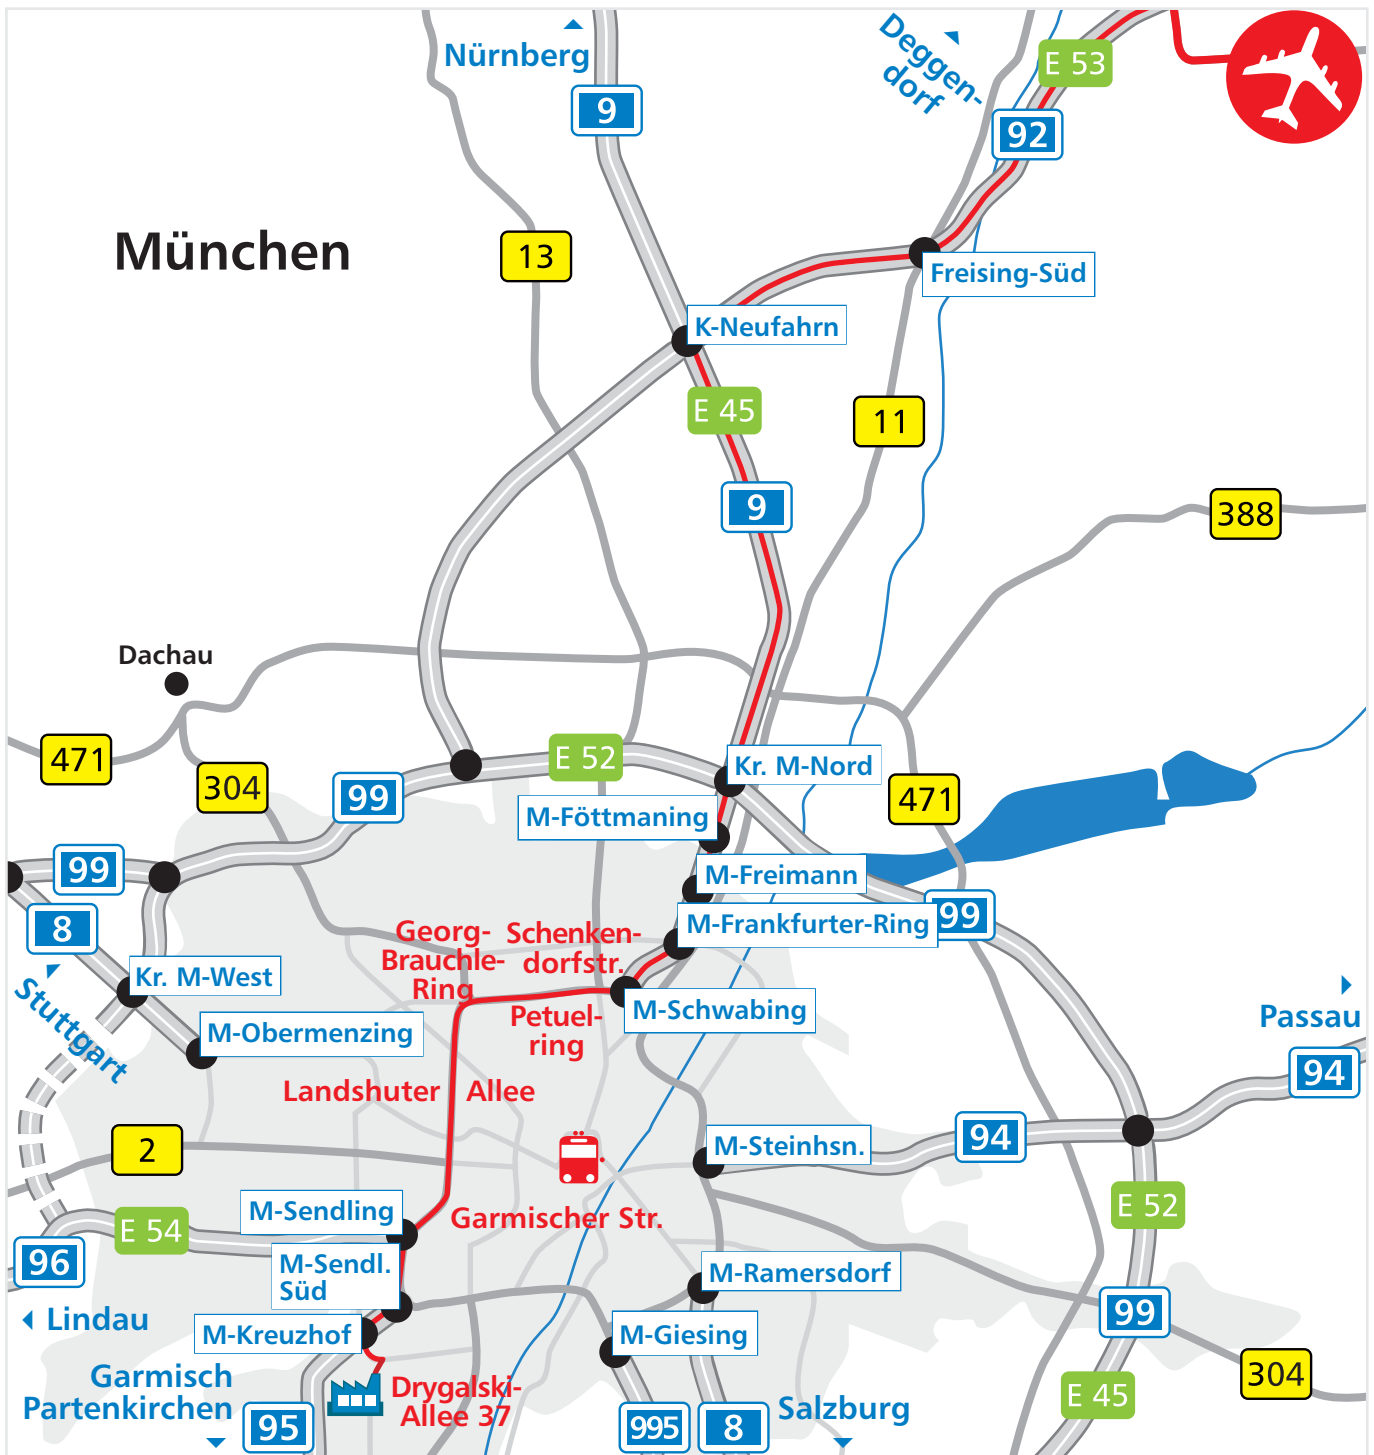 Nürnberg
Deggen-
dorf
E 53
9
92
München
13
Freising-Süd
K-Neufahrn
E 45
11
9
388
Dachau
471
304
99
E 52
Kr. M-Nord
471
M-Föttmaning
99
M-Freimann
8
M-Frankfurter-Ring
99
Georg-
Brauchle-
Ring
Schenken-
dorfstr.
Kr. M-West
Stuttgart
M-Obermenzing
Petuel-
ring
M-Schwabing
Passau
94
Landshuter Allee
2
M-Steinhsn.
94
E 54
M-Sendling
Garmischer Str.
E 52
96
M-Sendl.
Süd
M-Ramersdorf
Lindau
M-Kreuzhof
M-Giesing
99
Garmisch
Partenkirchen
Drygalski-
Allee 37
304
E 45
Salzburg
95
995
8